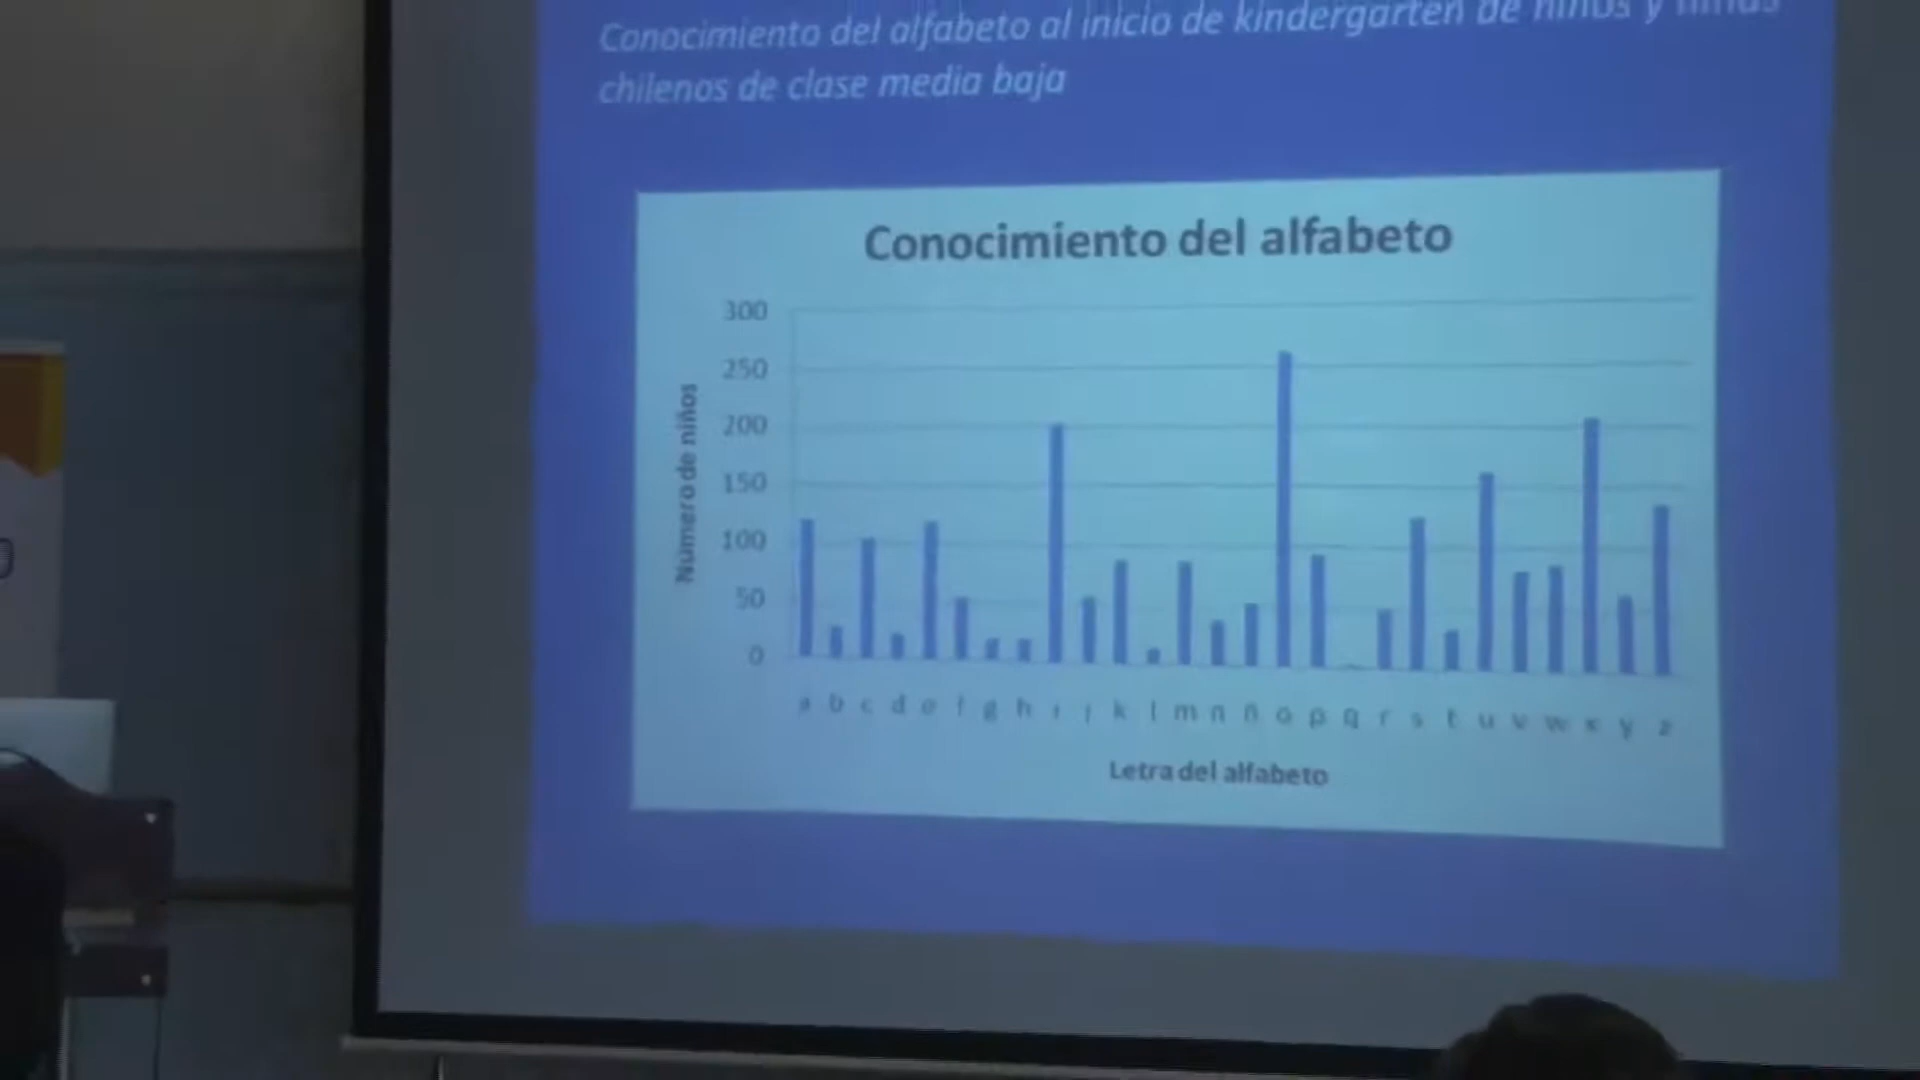 Conocimiento del alfabeto al inicio de kindergarten de niños y niñas
chilenos de clase media baja
Conocimiento del alfabeto
300
250
200
150
100
50
0
Número de niños
a b c d e f g h i j k l m n ñ o p q r s t u v w x y z
Letra del alfabeto